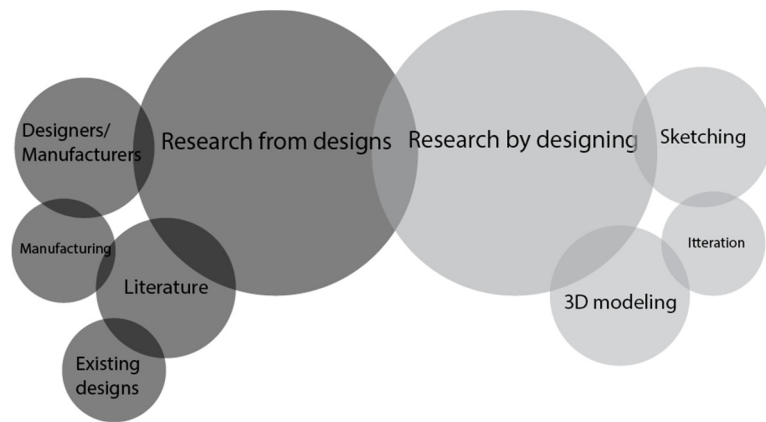 Designers/
Manufacturers
Research from designs
Research by designing
Sketching
Manufacturing
Itteration
Literature
3D modeling
Existing
designs